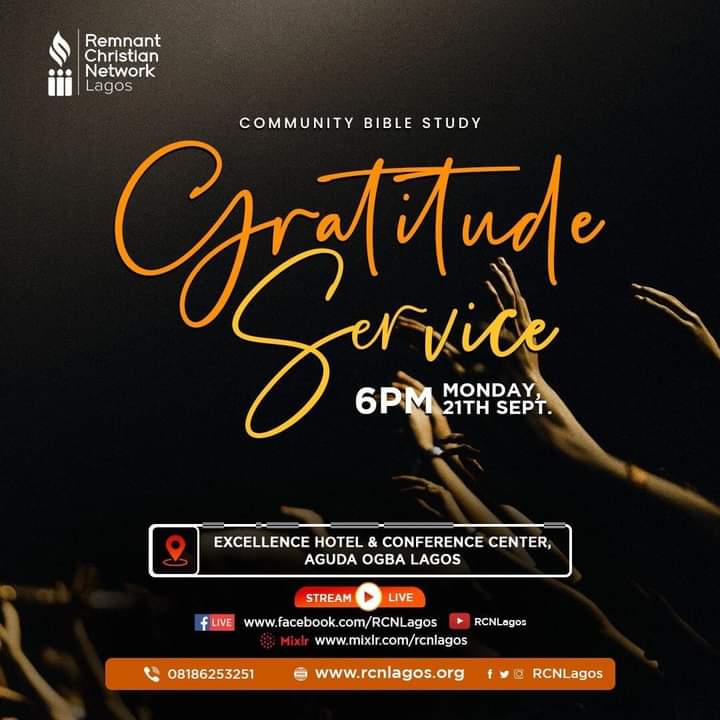 Remnant
Christian
Network
Lagos
COMMUNITY BIBLE STUDY
Gratitude
Service
6PM MONDAY,
21TH SEPT.
EXCELLENCE HOTEL & CONFERENCE CENTER,
AGUDA OGBA LAGOS
STREAM LIVE
f LIVE www.facebook.com/RCNLagos RCNLagos
Mixlr www.mixlr.com/rcnlagos
08186253251 www.rcnlagos.org RCNLagos